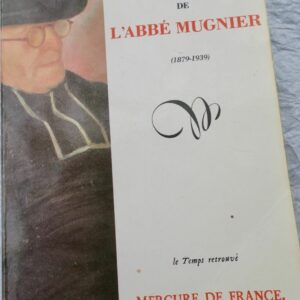 DE
L'ABBÉ MUGNIER
(1879-1939)
le Temps retrouvé
MERCURE DE FRANCE